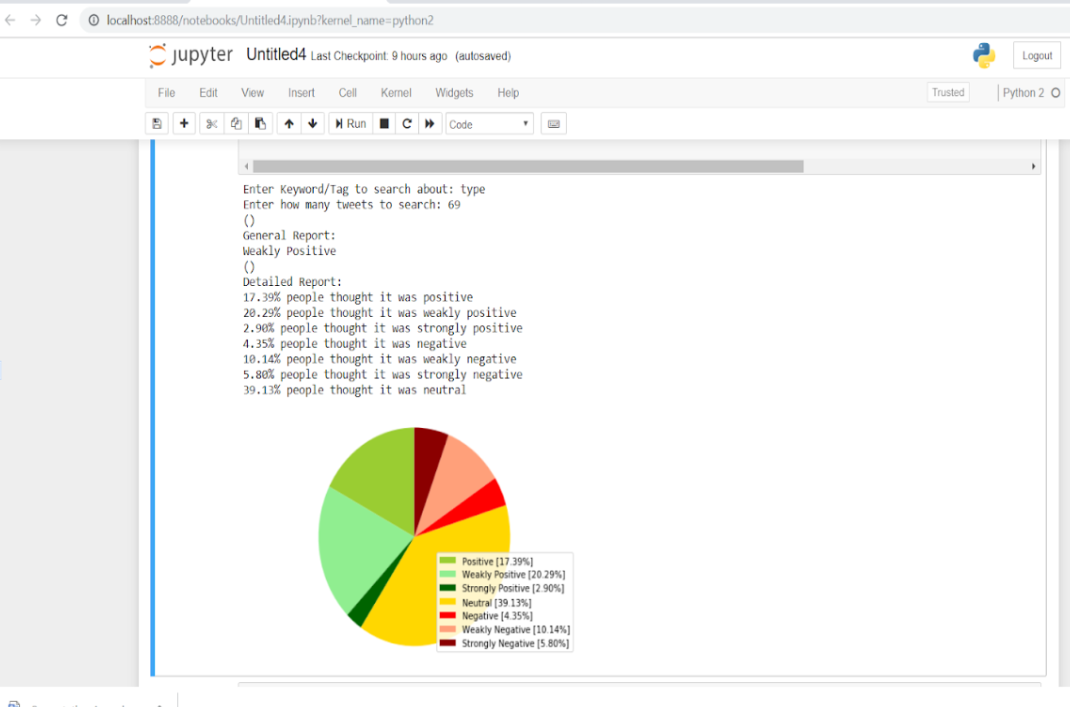 localhost:8888/notebooks/Untitled4.ipynb?kernel_name=python2
jupyter Untitled4 Last Checkpoint: 9 hours ago (autosaved)
Logout
File Edit View Insert Cell Kernel Widgets Help
Trusted
Python 2
Run
Code
Enter Keyword/Tag to search about: type
Enter how many tweets to search: 69
()
General Report:
Weakly Positive
()
Detailed Report:
17.39% people thought it was positive
20.29% people thought it was weakly positive
2.90% people thought it was strongly positive
4.35% people thought it was negative
10.14% people thought it was weakly negative
5.80% people thought it was strongly negative
39.13% people thought it was neutral
Positive [17.39%]
Weakly Positive [20.29%]
Strongly Positive [2.90%]
Neutral [39.13%]
Negative [4.35%]
Weakly Negative [10.14%]
Strongly Negative [5.80%]